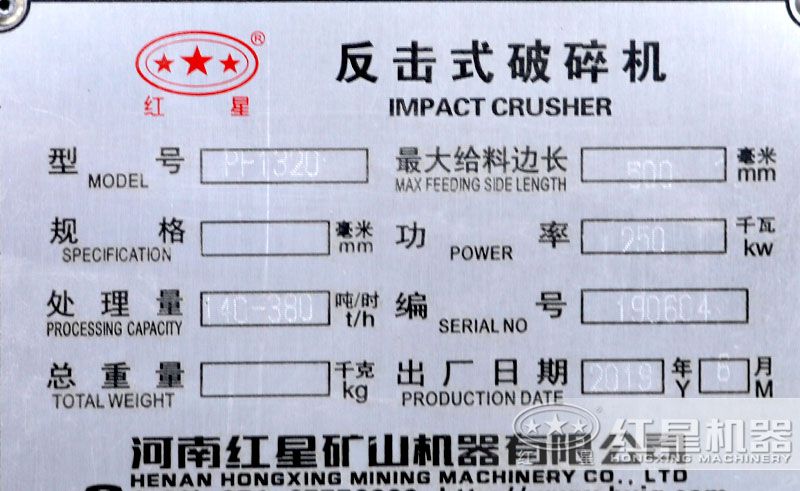 红星®
反击式破碎机
IMPACT CRUSHER
型号 PF1320
MODEL
最大给料边长 500 毫米
MAX FEEDING SIDE LENGTH mm
规格 毫米
SPECIFICATION mm
功率 250 千瓦
POWER kw
处理量 140-380 吨/时
PROCESSING CAPACITY t/h
编号 190604
SERIAL NO
总重量 千克
TOTAL WEIGHT kg
出厂日期 2019 年 6 月
PRODUCTION DATE Y M
河南红星矿山机器有限公司
HENAN HONGXING MINING MACHINERY CO., LTD
红星
红星机器
HONGXING MACHINERY